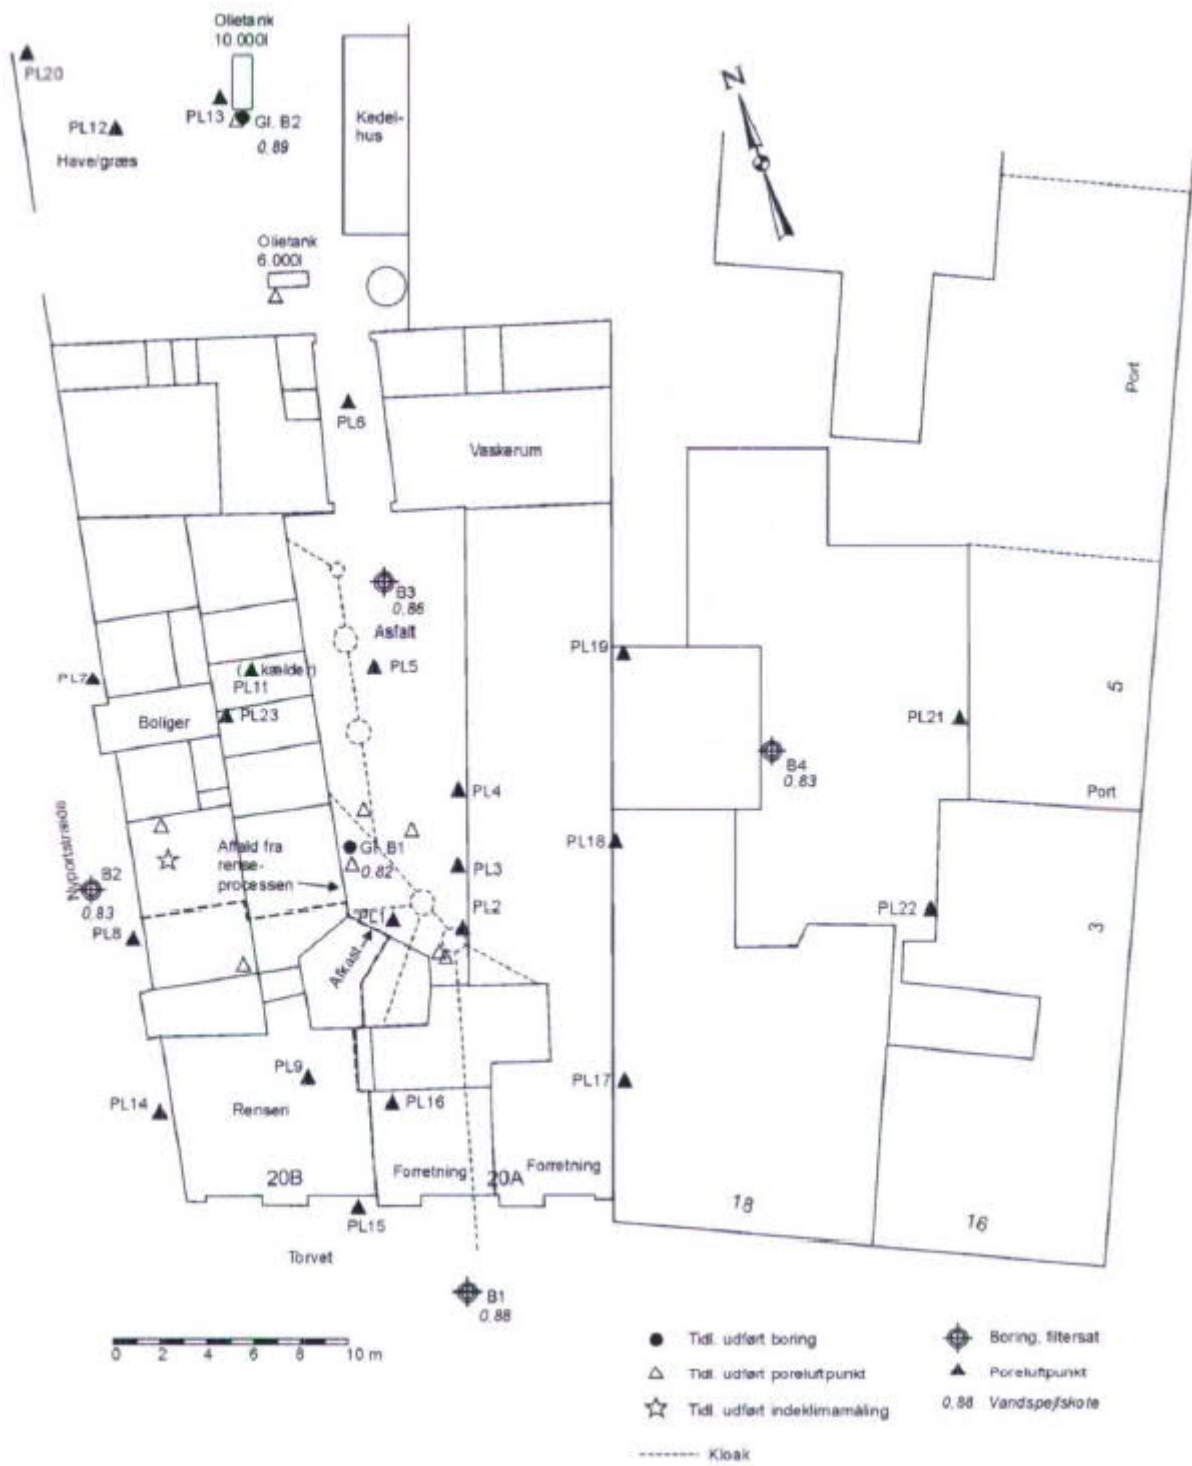 Olietank
10.000l
PL20
PL13
Gl. B2
0,89
PL12
Have/græs
Kedel-
hus
N
Olietank
6.000l
PL6
Vaskerum
Port
B3
0,86
Asfalt
PL5
PL7
( kælder)
PL11
PL23
Boliger
PL19
PL21
5
B4
0,83
Port
PL4
Nyportstræde
Affald fra
rense-
processen
Gl. B1
0,82
PL3
PL18
B2
0,83
PL8
PL1
PL2
PL22
3
Afkast
PL9
PL14
Renseri
PL16
PL17
Forretning
Forretning
20B
20A
18
16
PL15
Torvet
B1
0,88
0 2 4 6 8 10 m
Tidl. udført boring
Boring, filtersat
Tidl. udført poreluftpunkt
Poreluftpunkt
Tidl. udført indeklimamåling
0,88 Vandspejlskote
Kloak